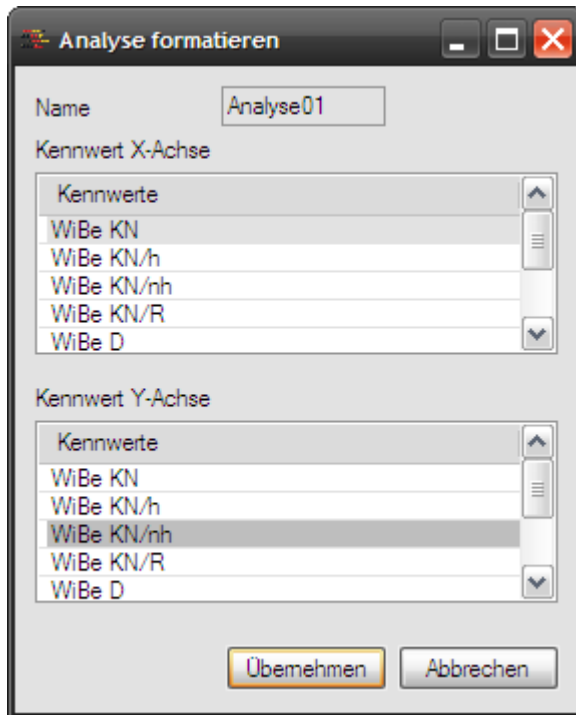 Analyse formatieren
Name Analyse01
Kennwert X-Achse
Kennwerte
WiBe KN
WiBe KN/h
WiBe KN/nh
WiBe KN/R
WiBe D
Kennwert Y-Achse
Kennwerte
WiBe KN
WiBe KN/h
WiBe KN/nh
WiBe KN/R
WiBe D
Übernehmen Abbrechen